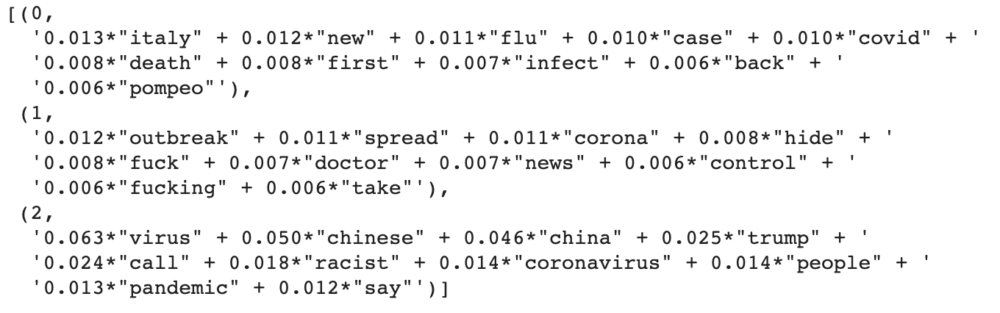 [(0,
'0.013*"italy" + 0.012*"new" + 0.011*"flu" + 0.010*"case" + 0.010*"covid" + '
'0.008*"death" + 0.008*"first" + 0.007*"infect" + 0.006*"back" + '
'0.006*"pompeo"'),
(1,
'0.012*"outbreak" + 0.011*"spread" + 0.011*"corona" + 0.008*"hide" + '
'0.008*"fuck" + 0.007*"doctor" + 0.007*"news" + 0.006*"control" + '
'0.006*"fucking" + 0.006*"take"'),
(2,
'0.063*"virus" + 0.050*"chinese" + 0.046*"china" + 0.025*"trump" + '
'0.024*"call" + 0.018*"racist" + 0.014*"coronavirus" + 0.014*"people" + '
'0.013*"pandemic" + 0.012*"say"')]